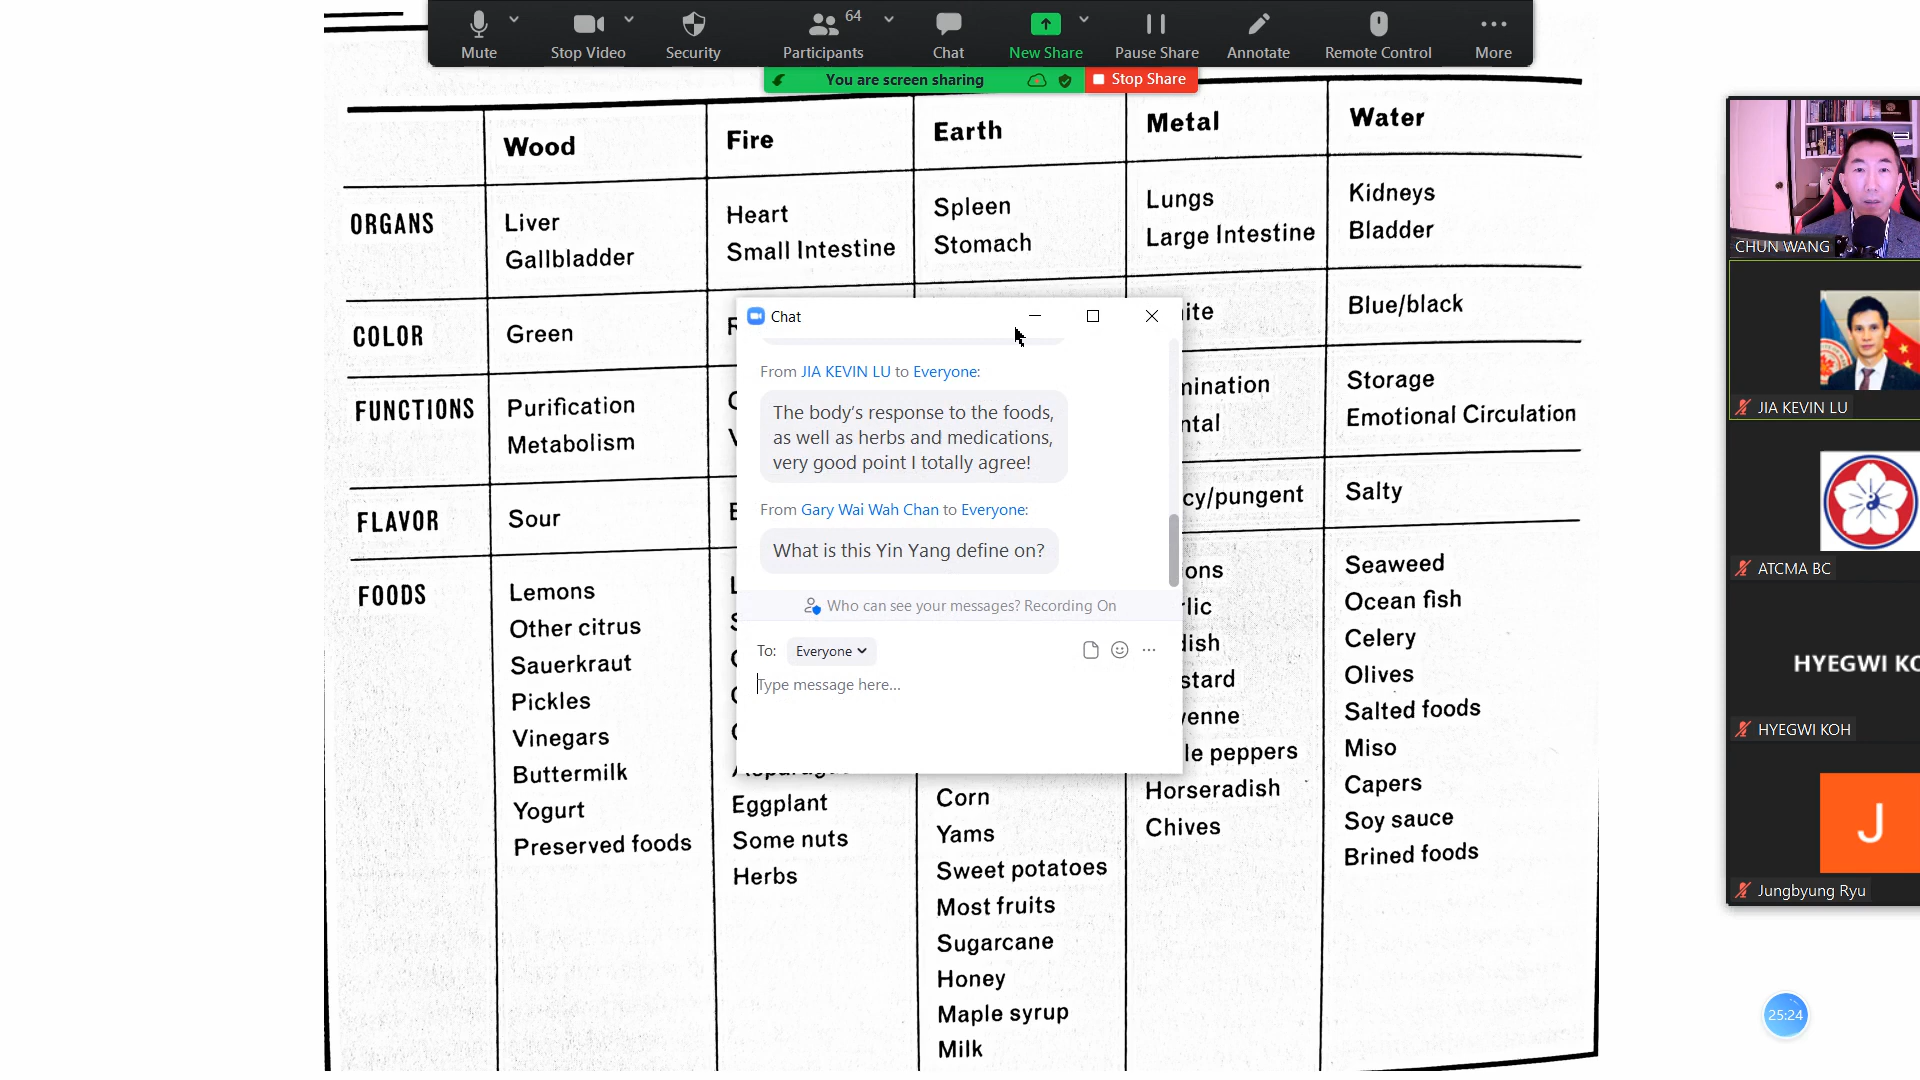 Mute
Stop Video
Security
Participants
64
Chat
New Share
Pause Share
Annotate
Remote Control
More
You are screen sharing
Stop Share
Wood
Fire
Earth
Metal
Water
ORGANS
Liver
Gallbladder
Heart
Small Intestine
Spleen
Stomach
Lungs
Large Intestine
Kidneys
Bladder
COLOR
Green
ite
Blue/black
FUNCTIONS
Purification
Metabolism
mination
ntal
Storage
Emotional Circulation
FLAVOR
Sour
cy/pungent
Salty
FOODS
Lemons
Other citrus
Sauerkraut
Pickles
Vinegars
Buttermilk
Yogurt
Preserved foods
Eggplant
Some nuts
Herbs
Corn
Yams
Sweet potatoes
Most fruits
Sugarcane
Honey
Maple syrup
Milk
ons
lic
dish
stard
yenne
le peppers
Horseradish
Chives
Seaweed
Ocean fish
Celery
Olives
Salted foods
Miso
Capers
Soy sauce
Brined foods
Chat
From JIA KEVIN LU to Everyone:
The body's response to the foods,
as well as herbs and medications,
very good point I totally agree!
From Gary Wai Wah Chan to Everyone:
What is this Yin Yang define on?
Who can see your messages? Recording On
To: Everyone
Type message here...
CHUN WANG
JIA KEVIN LU
ATCMA BC
HYEGWI KO
HYEGWI KOH
J
Jungbyung Ryu
25:24